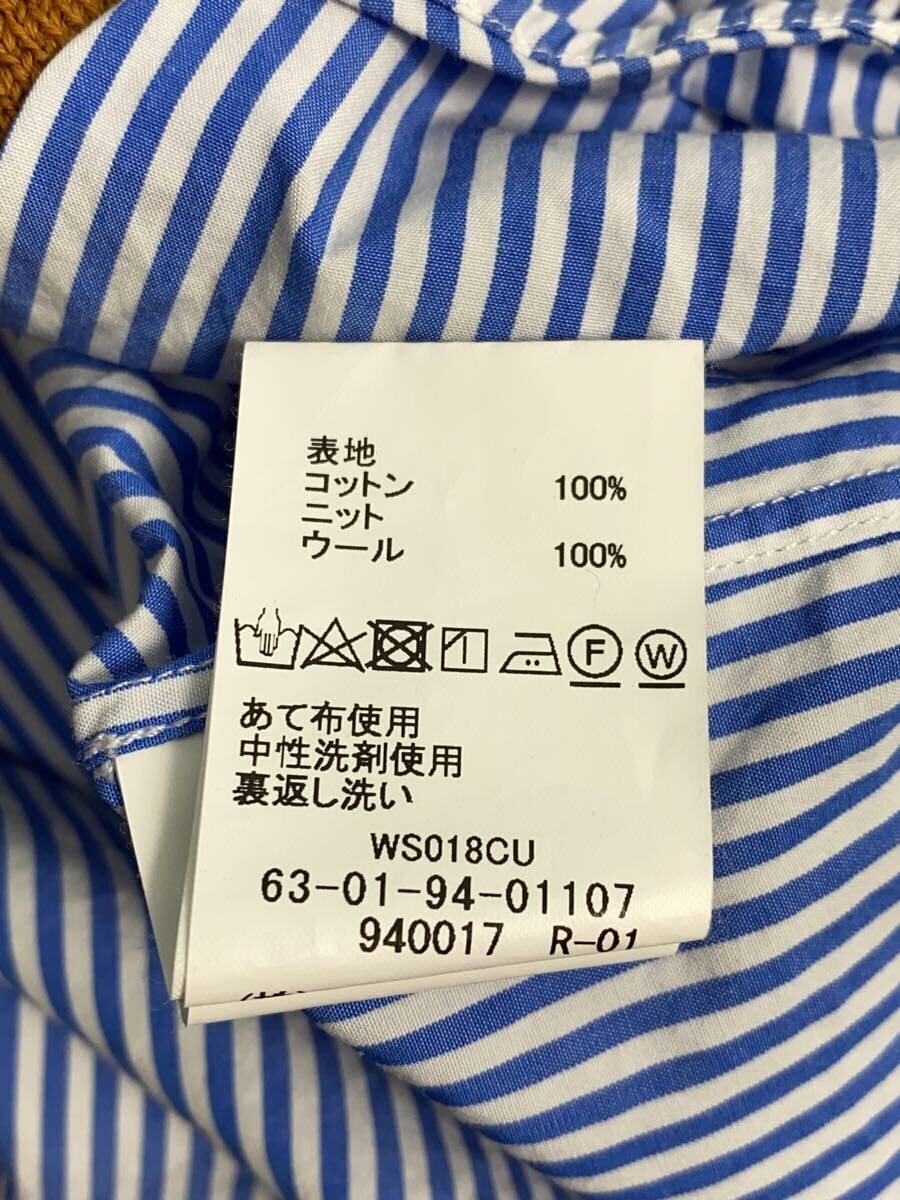 表地
コットン 100%
ニット
ウール 100%
F W
あて布使用
中性洗剤使用
裏返し洗い
WS018CU
63-01-94-01107
940017 R-01